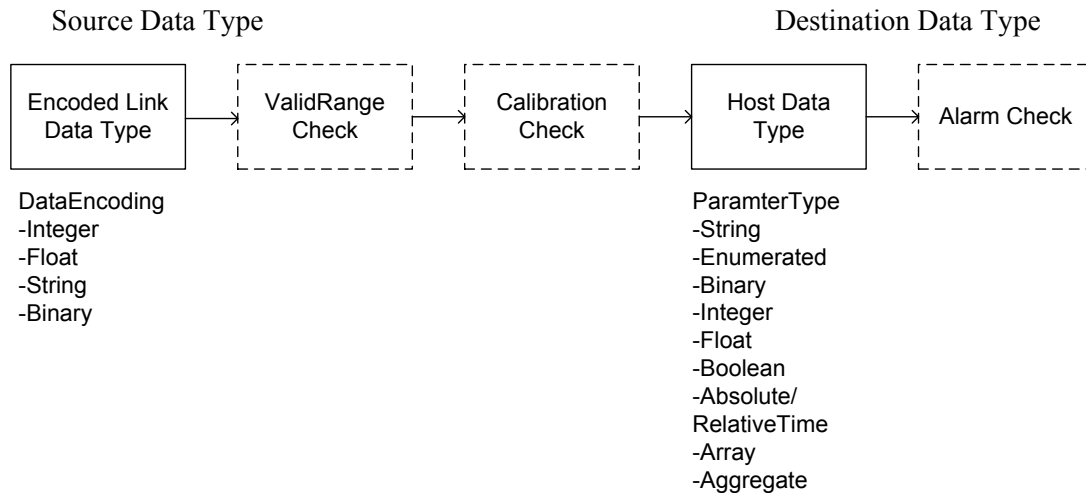 Source Data Type
Destination Data Type
Encoded Link
Data Type
ValidRange
Check
Calibration
Check
Host Data
Type
Alarm Check
DataEncoding
-Integer
-Float
-String
-Binary
ParamterType
-String
-Enumerated
-Binary
-Integer
-Float
-Boolean
-Absolute/
RelativeTime
-Array
-Aggregate